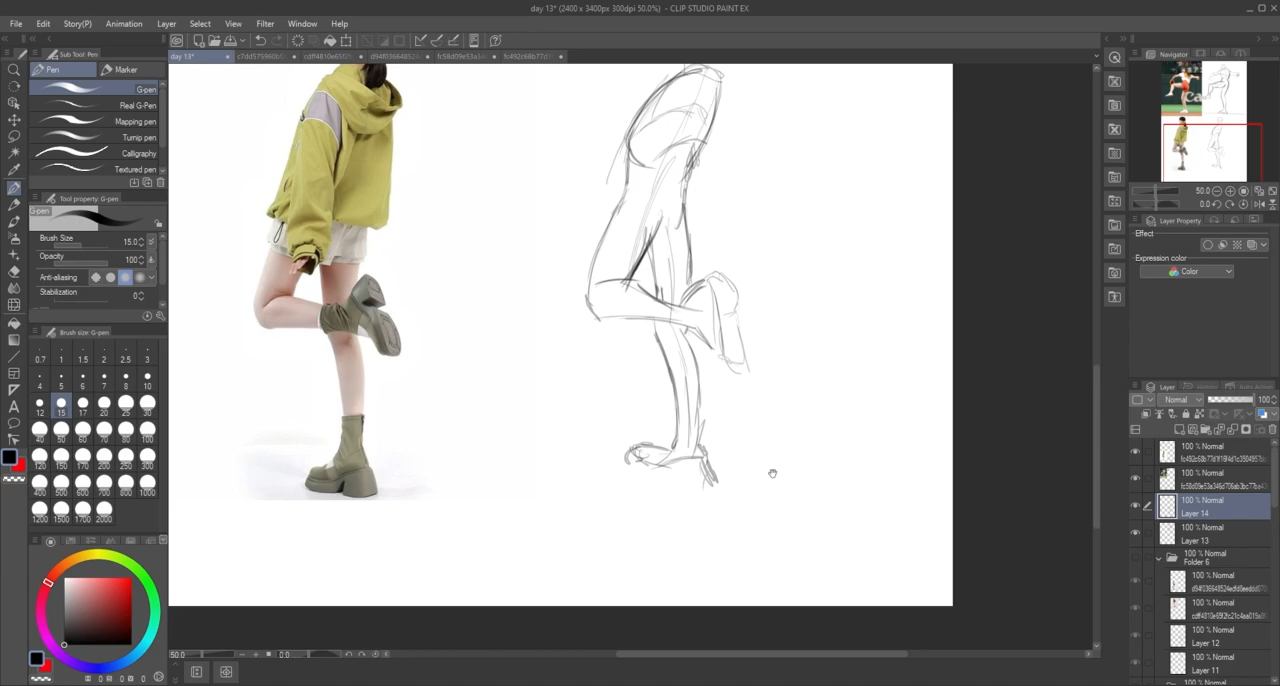 day 13* (2400 x 3400px 300dpi 50.0%) - CLIP STUDIO PAINT EX
File Edit Story(P) Animation Layer Select View Filter Window Help
Sub Tool: Pen
day 13*
Navigator
Pen Marker
G-pen
Real G-Pen
Mapping pen
Turnip pen
Calligraphy
Textured pen
Tool property: G-pen
G-pen
Brush Size 15.0
Opacity 100
Anti-aliasing
Stabilization 0
Brush size: G-pen
0.7 1 1.5 2 2.5 3
4 5 6 7 8 10
12 15 17 20 25 30
40 50 60 70 80 100
120 150 170 200 250 300
400 500 600 700 800 1000
1200 1500 1700 2000
0 0 0
50.0 0.0
50.0
0.0
Layer Property
Effect
Expression color
Color
Layer
Normal 100
100 % Normal
100 % Normal
100 % Normal
Layer 14
100 % Normal
Layer 13
100 % Normal
Folder 6
100 % Normal
100 % Normal
100 % Normal
Layer 12
100 % Normal
Layer 11
100 % Normal